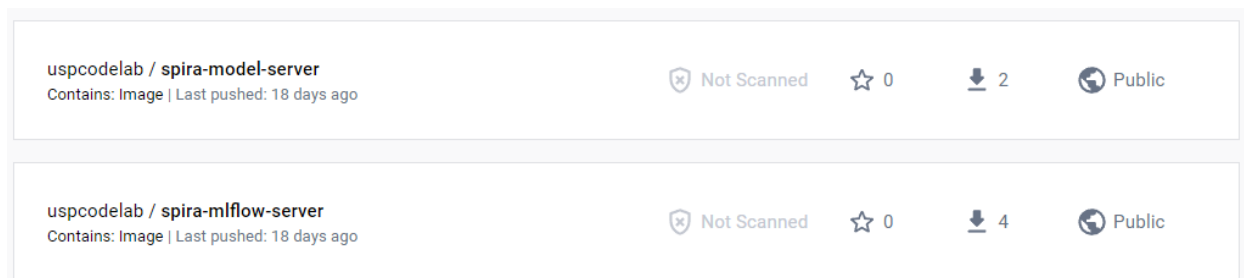 uspcodelab / spira-model-server
Not Scanned 0 2 Public
Contains: Image | Last pushed: 18 days ago
uspcodelab / spira-mlflow-server
Not Scanned 0 4 Public
Contains: Image | Last pushed: 18 days ago